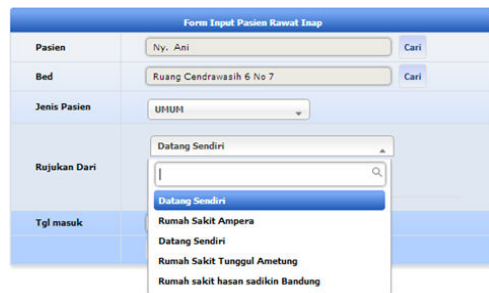 Form Input Pasien Rawat Inap
Pasien
Ny. Ani
Cari
Bed
Ruang Cendrawasih 6 No 7
Cari
Jenis Pasien
UMUM
Rujukan Dari
Datang Sendiri
Datang Sendiri
Rumah Sakit Ampera
Datang Sendiri
Rumah Sakit Tunggul Ametung
Rumah sakit hasan sadikin Bandung
Tgl masuk